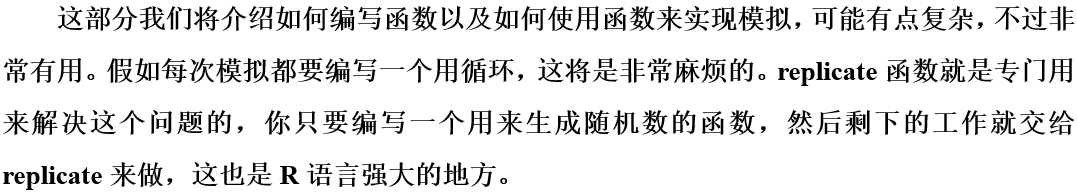 这部分我们将介绍如何编写函数以及如何使用函数来实现模拟，可能有点复杂，不过非
常有用。假如每次模拟都要编写一个用循环，这将是非常麻烦的。replicate 函数就是专门用
来解决这个问题的，你只要编写一个用来生成随机数的函数，然后剩下的工作就交给
replicate 来做，这也是 R 语言强大的地方。